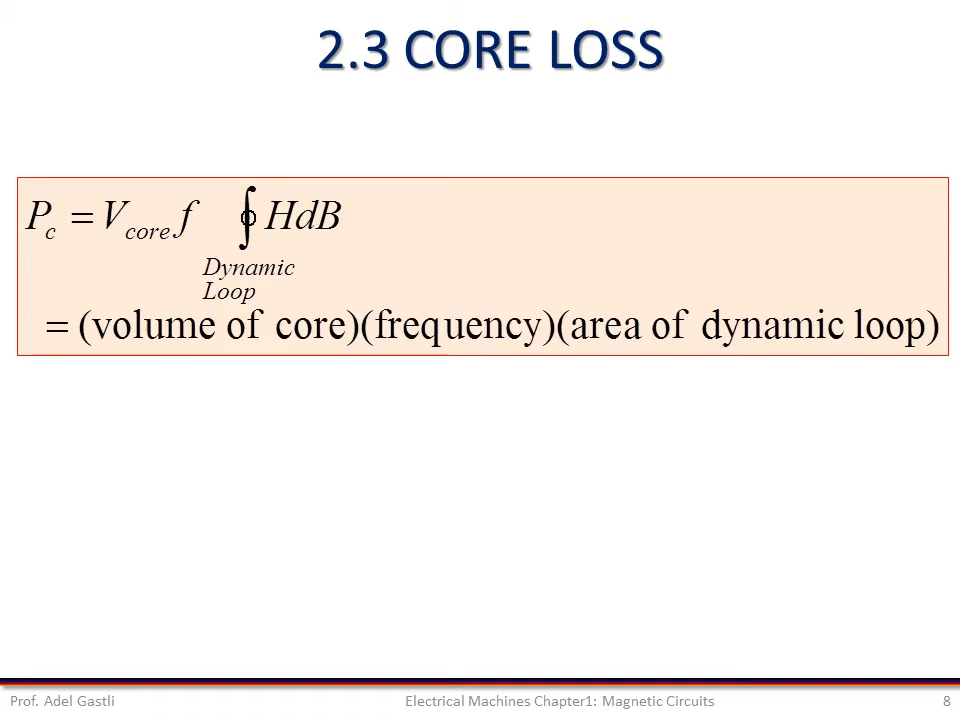 2.3 CORE LOSS
P_c = V_core f ∮ HdB
Dynamic
Loop
= (volume of core)(frequency)(area of dynamic loop)
Prof. Adel Gastli Electrical Machines Chapter1: Magnetic Circuits 8